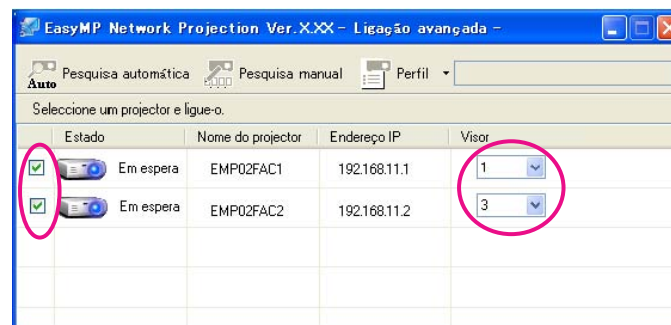 EasyMP Network Projection Ver.X.XX – Ligação avançada –
Auto Pesquisa automática Pesquisa manual Perfil
Seleccione um projector e ligue-o.
Estado Nome do projector Endereço IP Visor
Em espera EMP02FAC1 192.168.11.1 1
Em espera EMP02FAC2 192.168.11.2 3